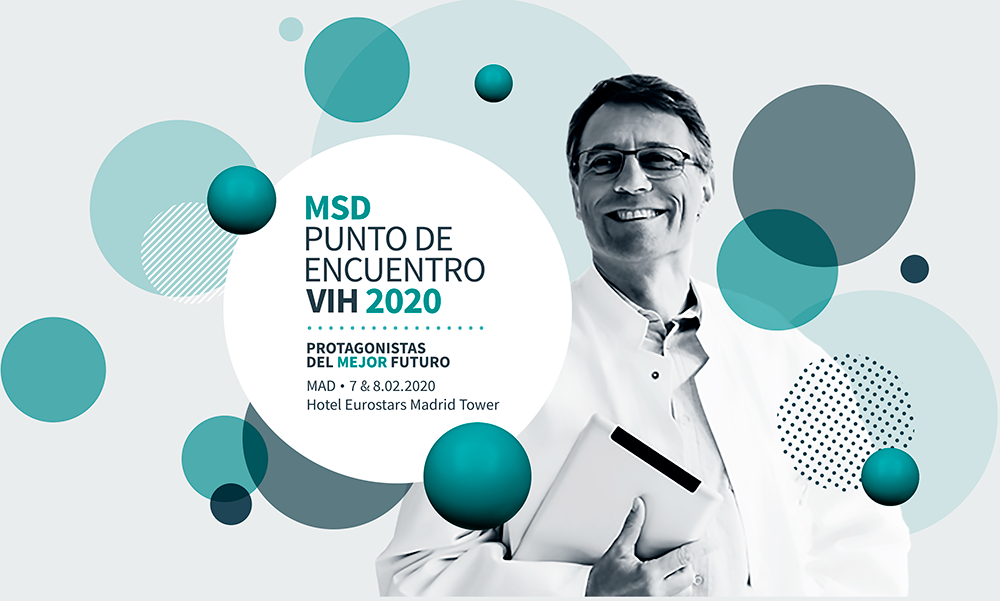 MSD
PUNTO DE
ENCUENTRO
VIH 2020
PROTAGONISTAS
DEL MEJOR FUTURO
MAD • 7 & 8.02.2020
Hotel Eurostars Madrid Tower